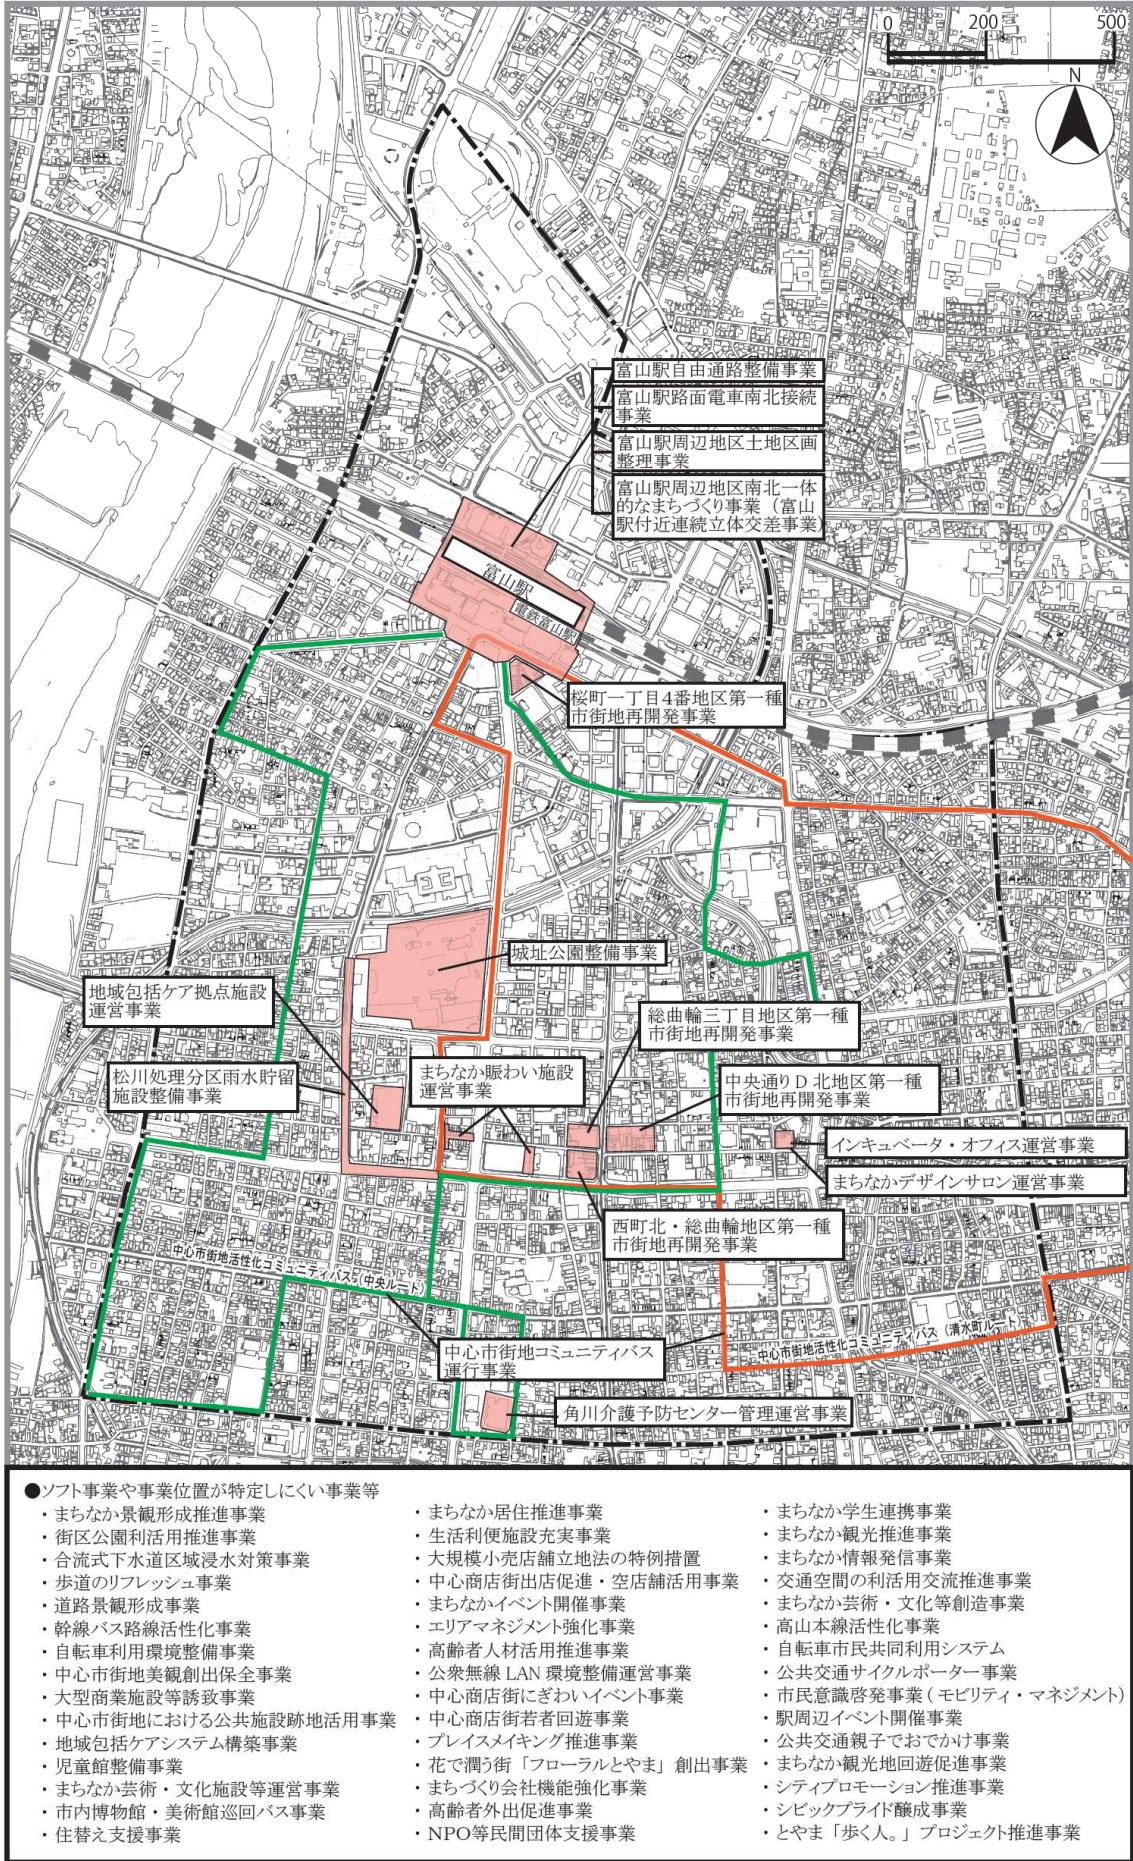 0 200 500
N
富山駅自由通路整備事業
富山駅路面電車南北接続
事業
富山駅周辺地区土地区画
整理事業
富山駅周辺地区南北一体
的なまちづくり事業（富山
駅付近連続立体交差事業）
富山駅
電鉄富山駅
桜町一丁目4番地区第一種
市街地再開発事業
城址公園整備事業
地域包括ケア拠点施設
運営事業
総曲輪三丁目地区第一種
市街地再開発事業
松川処理分区雨水貯留
施設整備事業
まちなか賑わい施設
運営事業
中央通りD北地区第一種
市街地再開発事業
インキュベータ・オフィス運営事業
まちなかデザインサロン運営事業
西町北・総曲輪地区第一種
市街地再開発事業
中心市街地活性化コミュニティバス（中央ルート）
中心市街地コミュニティバス
運行事業
中心市街地活性化コミュニティバス（清水町ルート）
角川介護予防センター管理運営事業
●ソフト事業や事業位置が特定しにくい事業等
・まちなか景観形成推進事業
・街区公園利活用推進事業
・合流式下水道区域浸水対策事業
・歩道のリフレッシュ事業
・道路景観形成事業
・幹線バス路線活性化事業
・自転車利用環境整備事業
・中心市街地美観創出保全事業
・大型商業施設等誘致事業
・中心市街地における公共施設跡地活用事業
・地域包括ケアシステム構築事業
・児童館整備事業
・まちなか芸術・文化施設等運営事業
・市内博物館・美術館巡回バス事業
・住替え支援事業
・まちなか居住推進事業
・生活利便施設充実事業
・大規模小売店舗立地法の特例措置
・中心商店街出店促進・空店舗活用事業
・まちなかイベント開催事業
・エリアマネジメント強化事業
・高齢者人材活用推進事業
・公衆無線 LAN 環境整備運営事業
・中心商店街にぎわいイベント事業
・中心商店街若者回遊事業
・プレイスメイキング推進事業
・花で潤う街「フローラルとやま」創出事業
・まちづくり会社機能強化事業
・高齢者外出促進事業
・NPO等民間団体支援事業
・まちなか学生連携事業
・まちなか観光推進事業
・まちなか情報発信事業
・交通空間の利活用交流推進事業
・まちなか芸術・文化等創造事業
・高山本線活性化事業
・自転車市民共同利用システム
・公共交通サイクルポーター事業
・市民意識啓発事業（モビリティ・マネジメント）
・駅周辺イベント開催事業
・公共交通親子でおでかけ事業
・まちなか観光地回遊促進事業
・シティプロモーション推進事業
・シビックプライド醸成事業
・とやま「歩く人。」プロジェクト推進事業